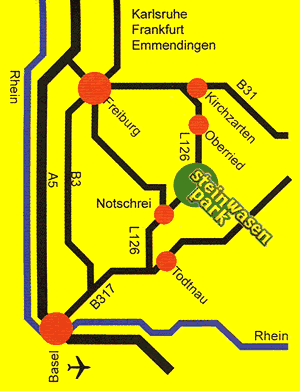 Karlsruhe
Frankfurt
Emmendingen
Rhein
B31
Kirchzarten
Freiburg
Oberried
L126
A5
B3
steinwasen
park
Notschrei
L126
Todtnau
B317
Rhein
Basel